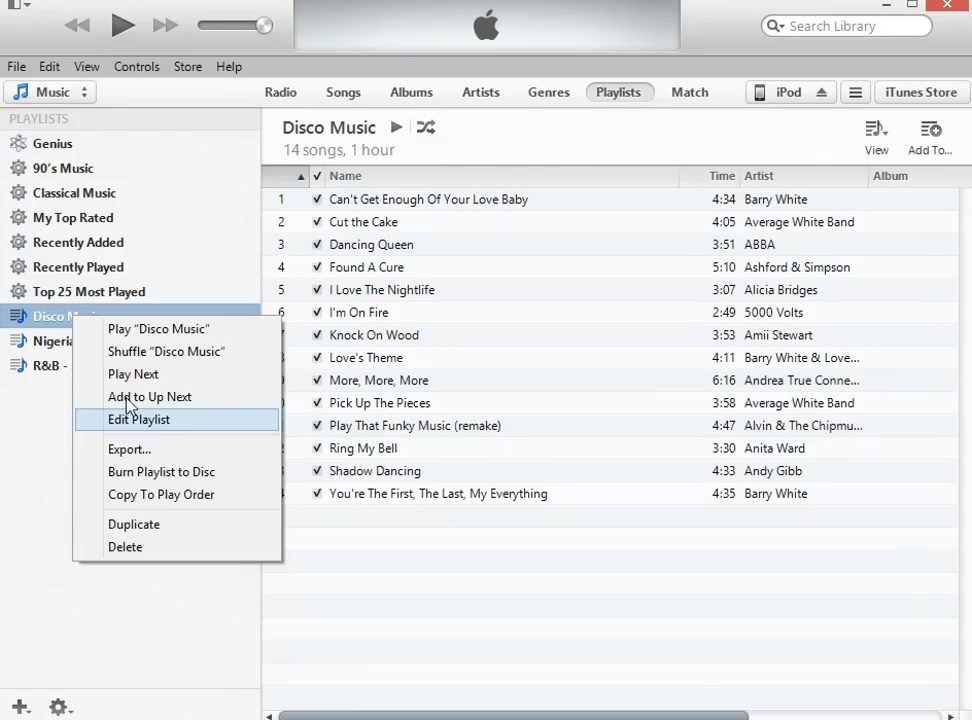 Search Library
File Edit View Controls Store Help
Music
Radio Songs Albums Artists Genres Playlists Match
iPod
iTunes Store
PLAYLISTS
Genius
90's Music
Classical Music
My Top Rated
Recently Added
Recently Played
Top 25 Most Played
Disco
Nigeria
R&B -
Play "Disco Music"
Shuffle "Disco Music"
Play Next
Add to Up Next
Edit Playlist
Export...
Burn Playlist to Disc
Copy To Play Order
Duplicate
Delete
Disco Music
14 songs, 1 hour
View
Add To...
Name Time Artist Album
1 Can't Get Enough Of Your Love Baby 4:34 Barry White
2 Cut the Cake 4:05 Average White Band
3 Dancing Queen 3:51 ABBA
4 Found A Cure 5:10 Ashford & Simpson
5 I Love The Nightlife 3:07 Alicia Bridges
I'm On Fire 2:49 5000 Volts
Knock On Wood 3:53 Amii Stewart
Love's Theme 4:11 Barry White & Love...
More, More, More 6:16 Andrea True Conne...
Pick Up The Pieces 3:58 Average White Band
Play That Funky Music (remake) 4:47 Alvin & The Chipmu...
Ring My Bell 3:30 Anita Ward
Shadow Dancing 4:33 Andy Gibb
You're The First, The Last, My Everything 4:35 Barry White